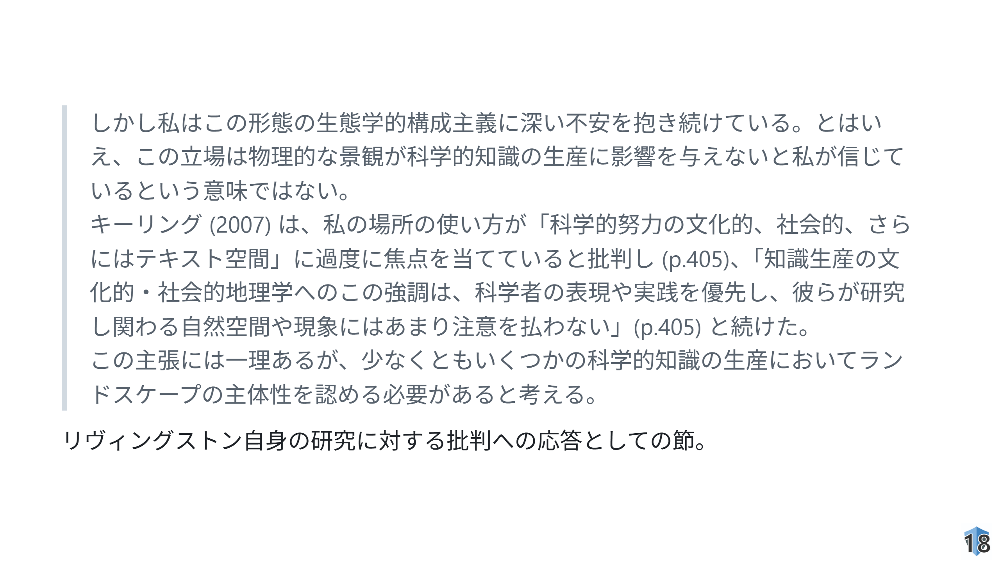 しかし私はこの形態の生態学的構成主義に深い不安を抱き続けている。とはい
え、この立場は物理的な景観が科学的知識の生産に影響を与えないと私が信じて
いるという意味ではない。
キーリング (2007) は、私の場所の使い方が「科学的努力の文化的、社会的、さら
にはテキスト空間」に過度に焦点を当てていると批判し (p.405)、「知識生産の文
化的・社会的地理学へのこの強調は、科学者の表現や実践を優先し、彼らが研究
し関わる自然空間や現象にはあまり注意を払わない」(p.405) と続けた。
この主張には一理あるが、少なくともいくつかの科学的知識の生産においてラン
ドスケープの主体性を認める必要があると考える。
リヴィングストン自身の研究に対する批判への応答としての節。
18